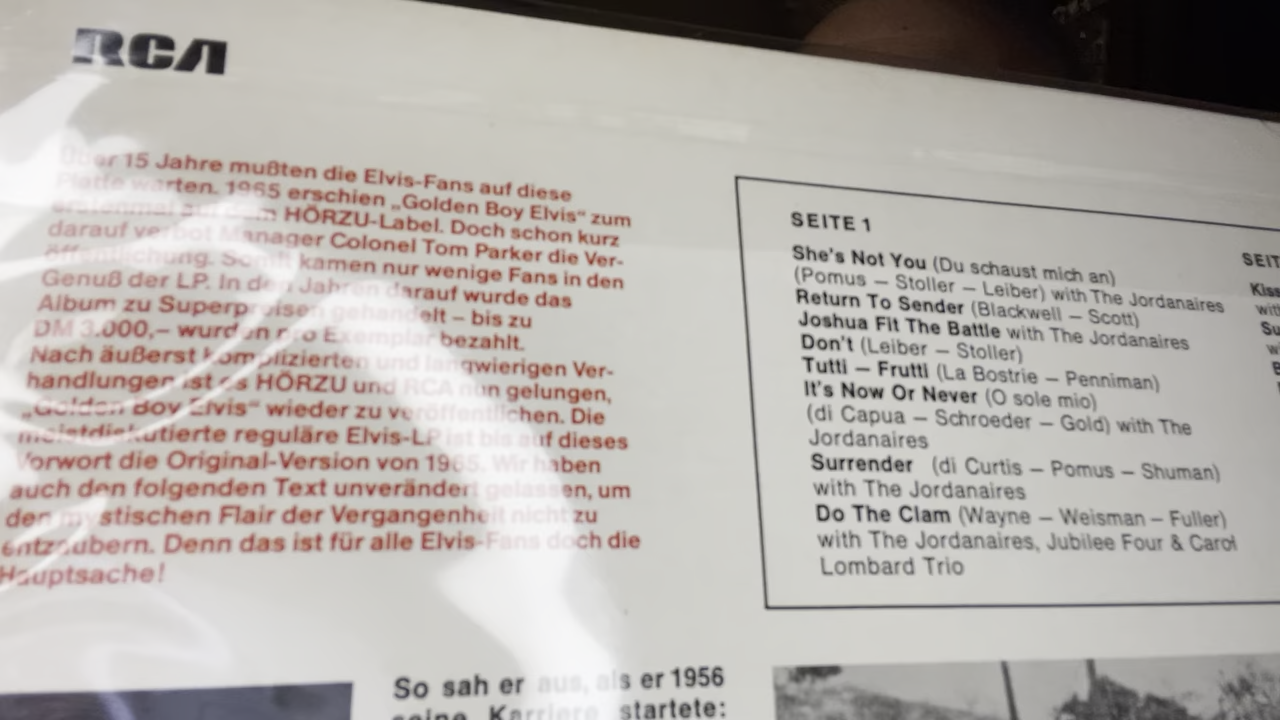 RCA
Über 15 Jahre mußten die Elvis-Fans auf diese
Platte warten. 1965 erschien „Golden Boy Elvis“ zum
erstenmal auf dem HÖRZU-Label. Doch schon kurz
darauf verbot Manager Colonel Tom Parker die Ver-
öffentlichung. Somit kamen nur wenige Fans in den
Genuß der LP. In den Jahren darauf wurde das
Album zu Superpreisen gehandelt – bis zu
DM 3.000,– wurden pro Exemplar bezahlt.
Nach äußerst komplizierten und langwierigen Ver-
handlungen ist es HÖRZU und RCA nun gelungen,
„Golden Boy Elvis“ wieder zu veröffentlichen. Die
meistdiskutierte reguläre Elvis-LP ist bis auf dieses
Vorwort die Original-Version von 1965. Wir haben
auch den folgenden Text unverändert gelassen, um
den mystischen Flair der Vergangenheit nicht zu
entzaubern. Denn das ist für alle Elvis-Fans doch die
Hauptsache!
SEITE 1
She's Not You (Du schaust mich an)
(Pomus – Stoller – Leiber) with The Jordanaires
Return To Sender (Blackwell – Scott)
Joshua Fit The Battle with The Jordanaires
Don't (Leiber – Stoller)
Tutti – Frutti (La Bostrie – Penniman)
It's Now Or Never (O sole mio)
(di Capua – Schroeder – Gold) with The
Jordanaires
Surrender (di Curtis – Pomus – Shuman)
with The Jordanaires
Do The Clam (Wayne – Weisman – Fuller)
with The Jordanaires, Jubilee Four & Carol
Lombard Trio
So sah er aus, als er 1956
seine Karriere startete: